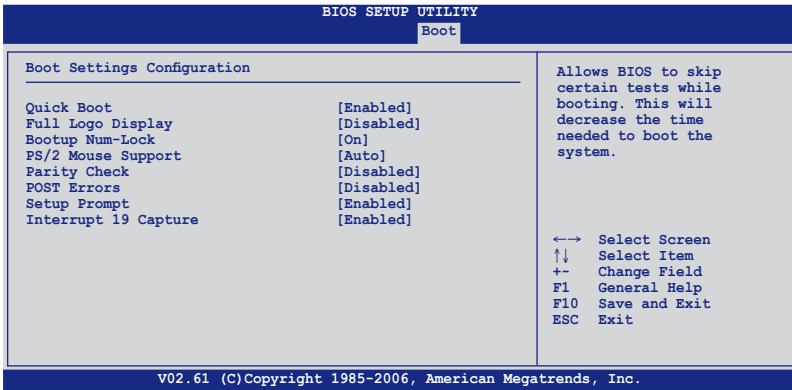 BIOS SETUP UTILITY
Boot
Boot Settings Configuration
Quick Boot [Enabled]
Full Logo Display [Disabled]
Bootup Num-Lock [On]
PS/2 Mouse Support [Auto]
Parity Check [Disabled]
POST Errors [Disabled]
Setup Prompt [Enabled]
Interrupt 19 Capture [Enabled]
Allows BIOS to skip
certain tests while
booting. This will
decrease the time
needed to boot the
system.
←→ Select Screen
↑↓ Select Item
+- Change Field
F1 General Help
F10 Save and Exit
ESC Exit
V02.61 (C)Copyright 1985-2006, American Megatrends, Inc.